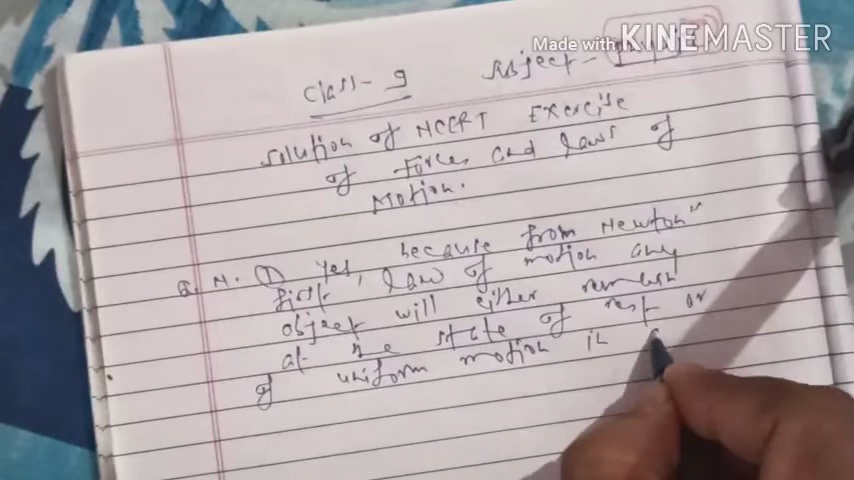 Made with KINEMASTER
Class - 9 Subject -
Solution of NCERT Exercise
of Forces and laws of
Motion.
Q. N. 1 Yes, because from Newton's
first law of motion any
object will either remain
at the state of rest or
of uniform motion in